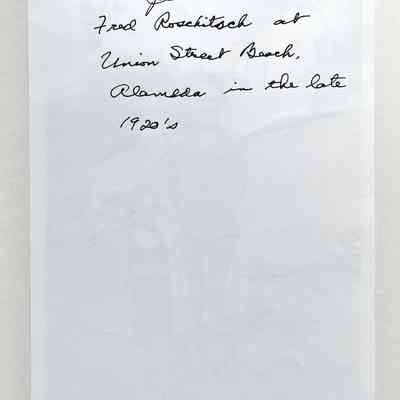 Fred Roschitsch at
Union Street Beach,
Alameda in the late
1920's